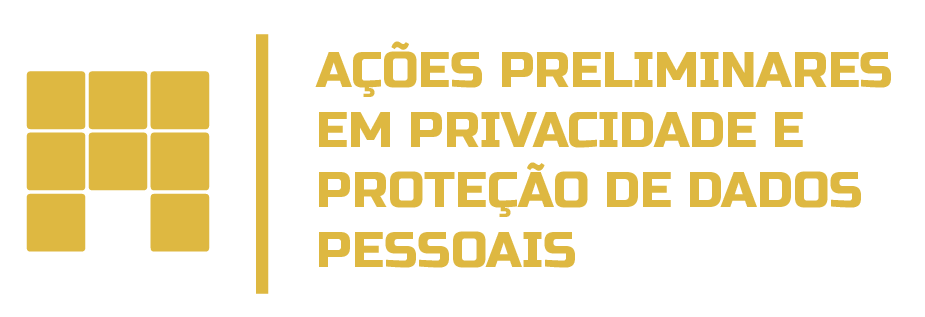 AÇÕES PRELIMINARES
EM PRIVACIDADE E
PROTEÇÃO DE DADOS
PESSOAIS